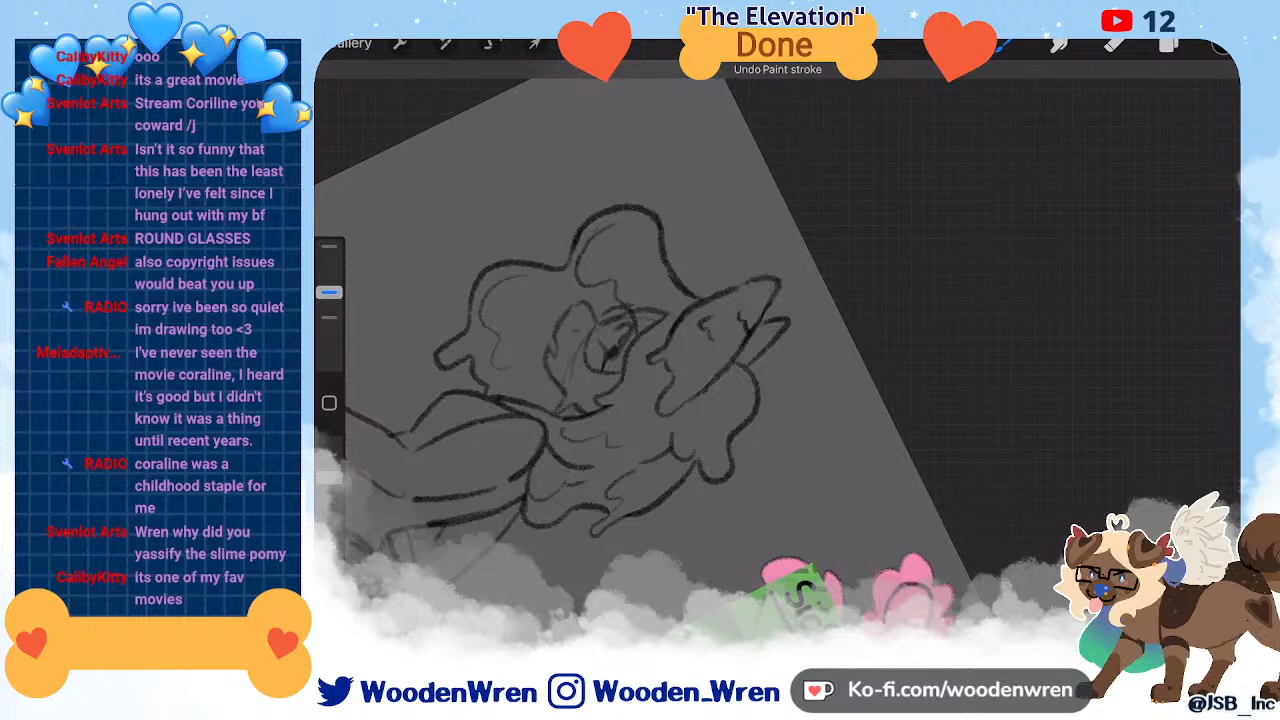 "The Elevation"
Done
12
allery
Undo Paint stroke
CalibyKitty ooo
CalibyKitty its a great movie
Svenlot Arts Stream Coriline you
coward /j
Svenlot Arts Isn't it so funny that
this has been the least
lonely I've felt since I
hung out with my bf
Svenlot Arts ROUND GLASSES
Fallen Angel also copyright issues
would beat you up
RADIO sorry ive been so quiet
im drawing too <3
Meladaptiv... I've never seen the
movie coraline, I heard
it's good but I didn't
know it was a thing
until recent years.
RADIO coraline was a
childhood staple for
me
Svenlot Arts Wren why did you
yassify the slime pomy
CalibyKitty its one of my fav
movies
WoodenWren
Wooden_Wren
Ko-fi.com/woodenwren
@JSB_Inc